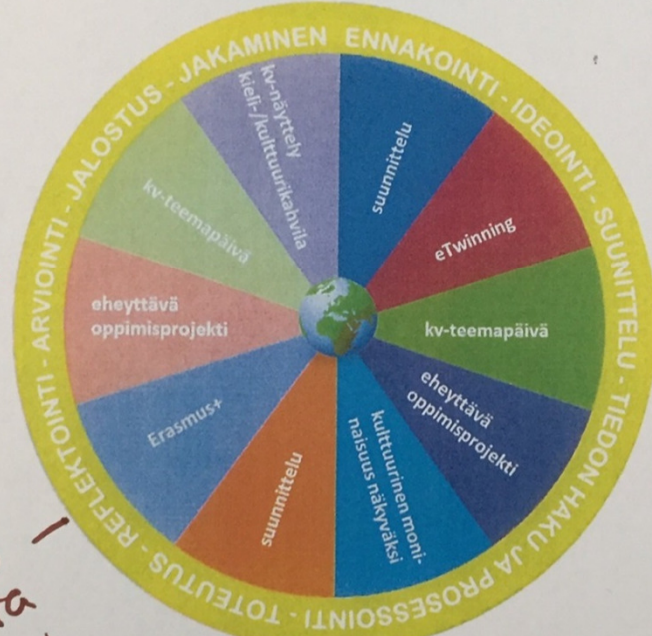 ENNAKOINTI - IDEOINTI - SUUNITTELU - TIEDON HAKU JA PROSESSOINTI - TOTEUTUS - REFLEKTOINTI - ARVIOINTI - JALOSTUS - JAKAMINEN
suunnittelu
eTwinning
kv-teemapäivä
eheyttävä
oppimisprojekti
kulttuurinen moni-
naisuus näkyväksi
suunnittelu
Erasmus+
eheyttävä
oppimisprojekti
kv-teemapäivä
kv-näyttely
kieli-/kulttuurikahvila